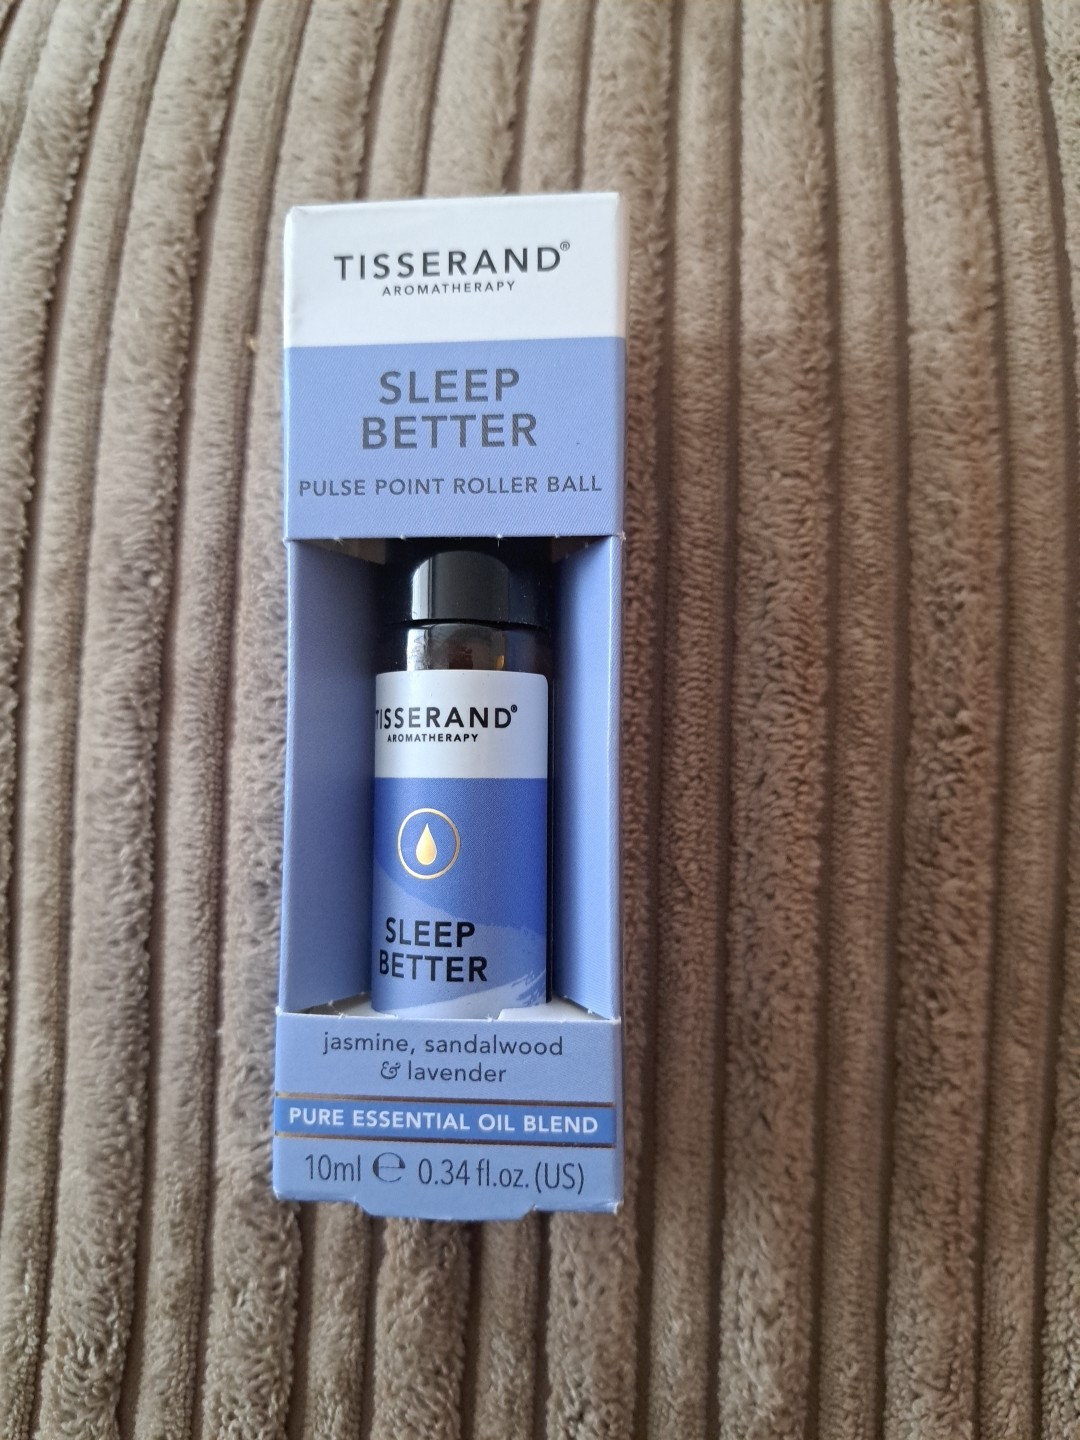 TISSERAND®
AROMATHERAPY
SLEEP
BETTER
PULSE POINT ROLLER BALL
TISSERAND®
AROMATHERAPY
SLEEP
BETTER
jasmine, sandalwood
& lavender
PURE ESSENTIAL OIL BLEND
10ml ℮ 0.34 fl.oz. (US)